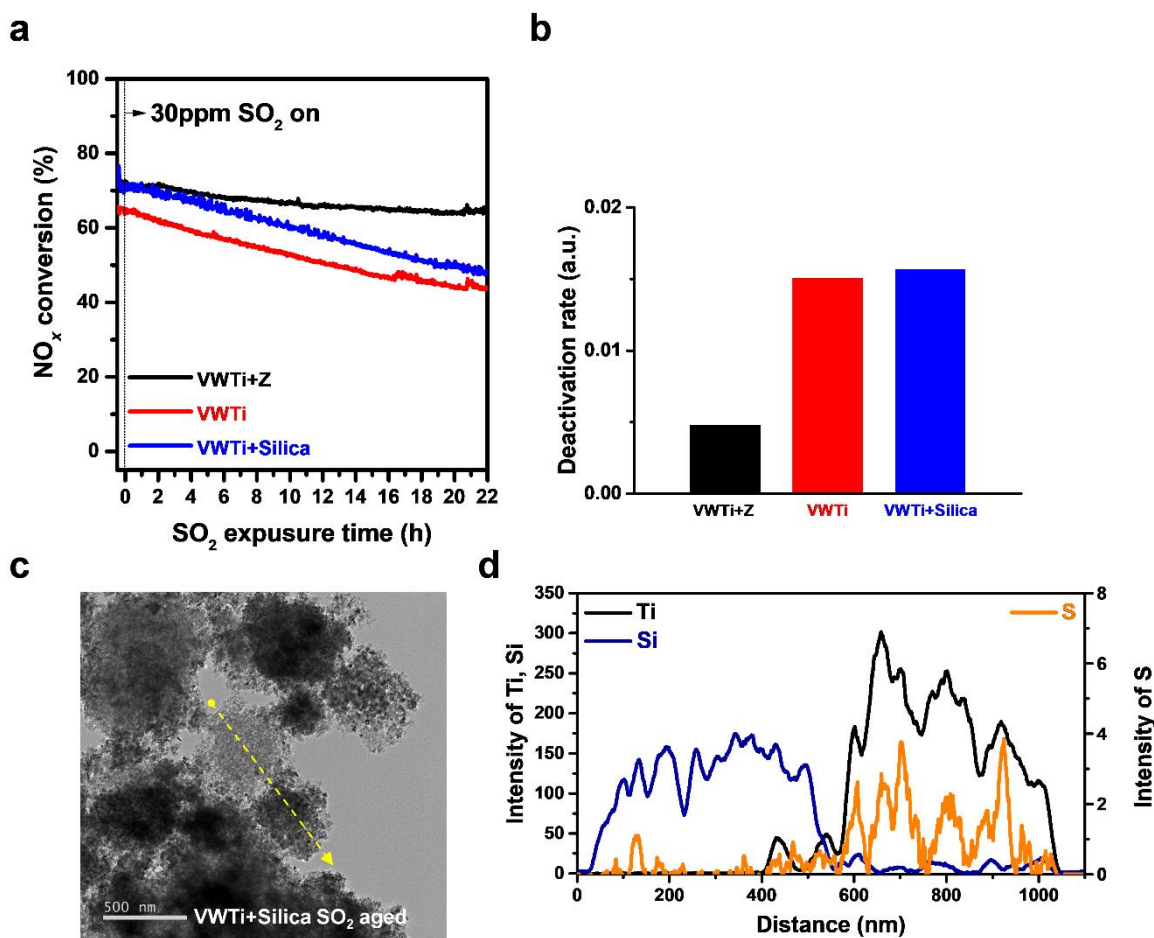 a
100
80
60
40
20
0
NOx conversion (%)
30ppm SO2 on
VWTi+Z
VWTi
VWTi+Silica
0 2 4 6 8 10 12 14 16 18 20 22
SO2 expusure time (h)
b
0.02
0.01
0.00
Deactivation rate (a.u.)
VWTi+Z VWTi VWTi+Silica
c
500 nm
VWTi+Silica SO2 aged
d
350
300
250
200
150
100
50
0
Intensity of Ti, Si
Ti
Si
S
8
6
4
2
0
Intensity of S
0 200 400 600 800 1000
Distance (nm)